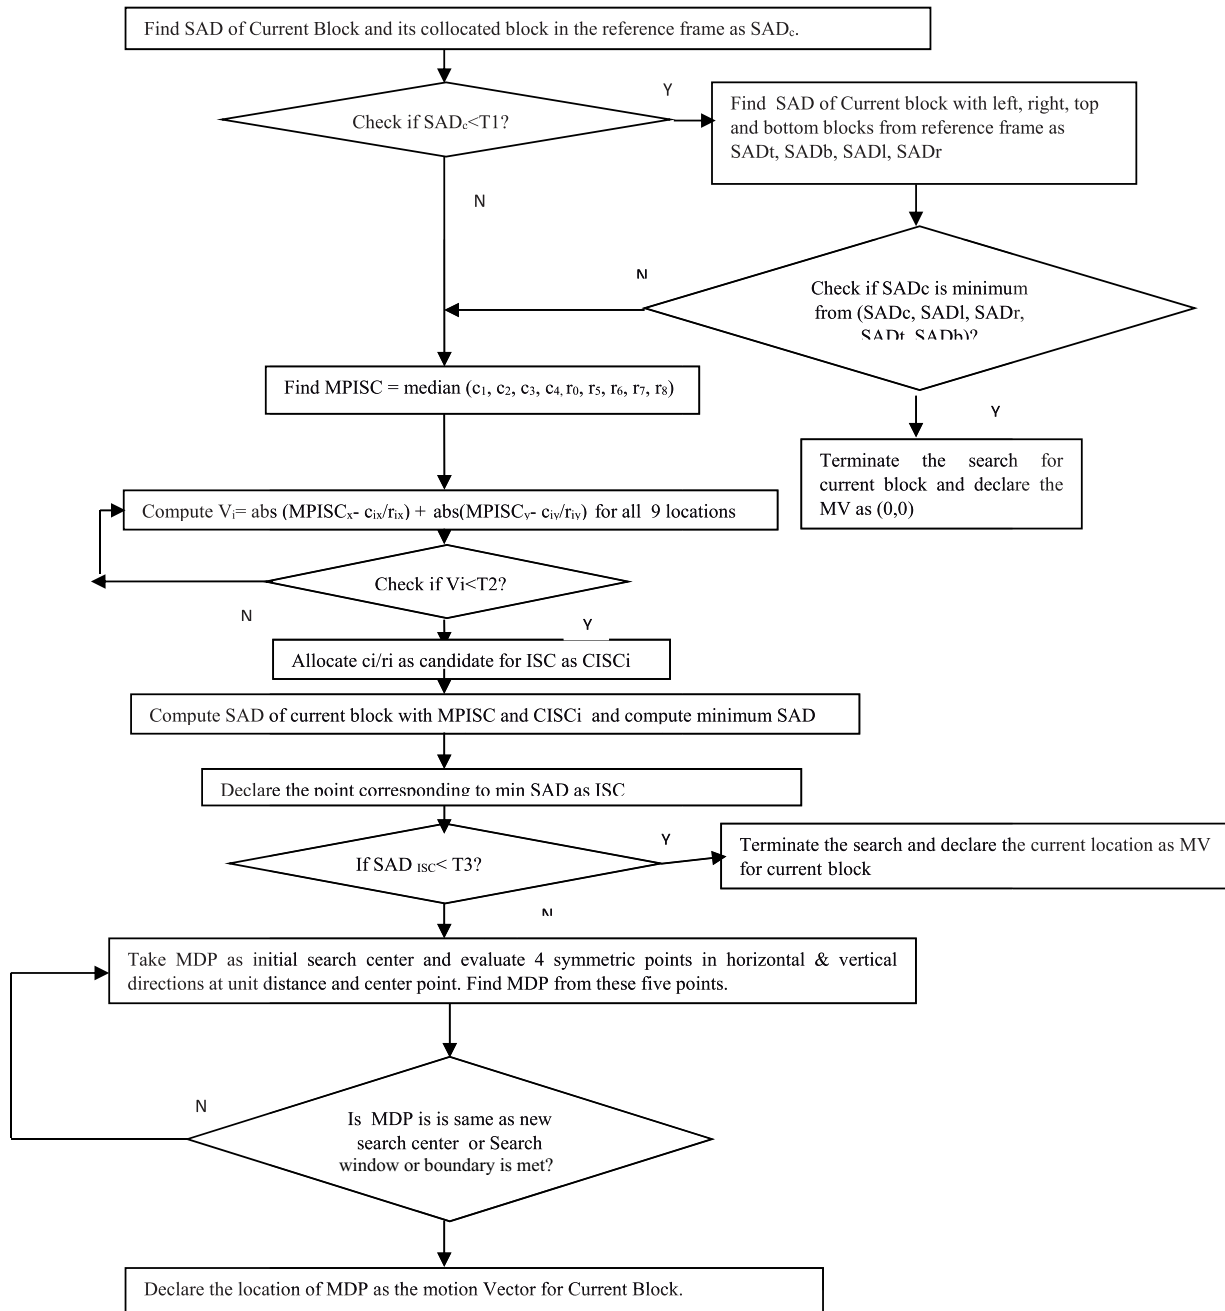 Find SAD of Current Block and its collocated block in the reference frame as SADc.
Y
Check if SADc<T1?
Find SAD of Current block with left, right, top
and bottom blocks from reference frame as
SADt, SADb, SADl, SADr
N
N
Check if SADc is minimum
from (SADc, SADl, SADr,
SADt, SADb)?
Find MPISC = median (c1, c2, c3, c4, r0, r5, r6, r7, r8)
Y
Terminate the search for
current block and declare the
MV as (0,0)
Compute Vi= abs (MPISCx- cix/rix) + abs(MPISCy- ciy/riy) for all 9 locations
Check if Vi<T2?
N
Y
Allocate ci/ri as candidate for ISC as CISCi
Compute SAD of current block with MPISC and CISCi and compute minimum SAD
Declare the point corresponding to min SAD as ISC
Y
If SAD ISC< T3?
Terminate the search and declare the current location as MV
for current block
N
Take MDP as initial search center and evaluate 4 symmetric points in horizontal & vertical
directions at unit distance and center point. Find MDP from these five points.
N
Is MDP is is same as new
search center or Search
window or boundary is met?
Declare the location of MDP as the motion Vector for Current Block.